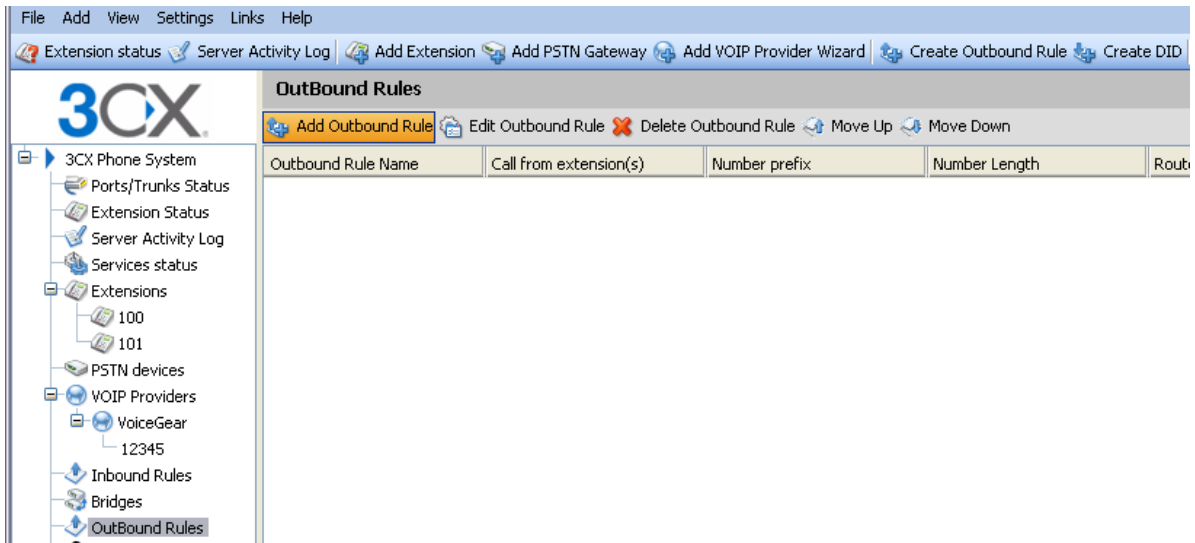 File Add View Settings Links Help
Extension status Server Activity Log Add Extension Add PSTN Gateway Add VOIP Provider Wizard Create Outbound Rule Create DID
3CX
OutBound Rules
Add Outbound Rule Edit Outbound Rule Delete Outbound Rule Move Up Move Down
Outbound Rule Name Call from extension(s) Number prefix Number Length Route
3CX Phone System
Ports/Trunks Status
Extension Status
Server Activity Log
Services status
Extensions
100
101
PSTN devices
VOIP Providers
VoiceGear
12345
Inbound Rules
Bridges
OutBound Rules